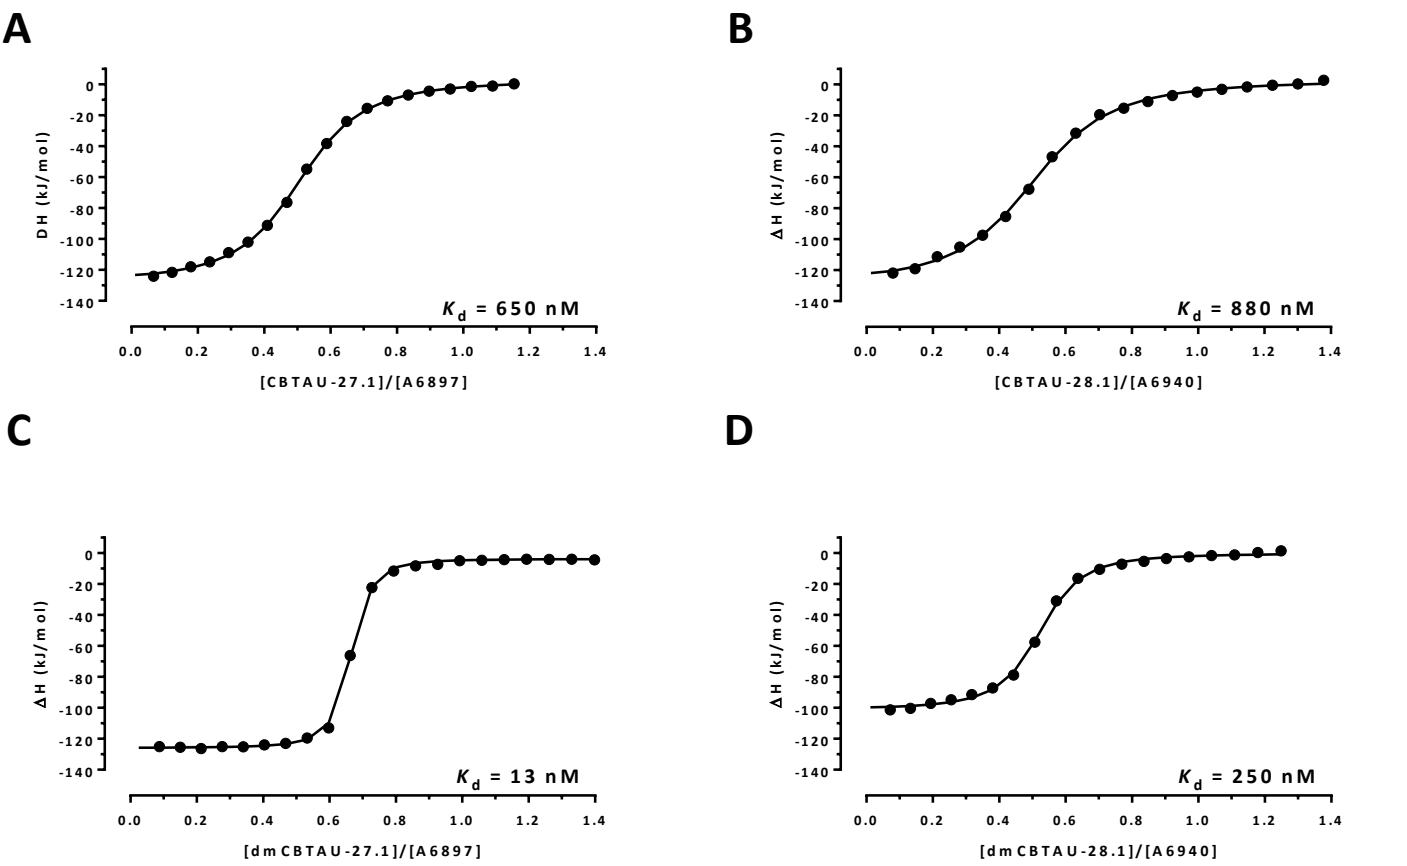 A
0
-20
-40
-60
-80
-100
-120
-140
DH (kJ/mol)
Kd = 650 nM
0.0 0.2 0.4 0.6 0.8 1.0 1.2 1.4
[CBTAU-27.1]/[A6897]
B
0
-20
-40
-60
-80
-100
-120
-140
ΔH (kJ/mol)
Kd = 880 nM
0.0 0.2 0.4 0.6 0.8 1.0 1.2 1.4
[CBTAU-28.1]/[A6940]
C
0
-20
-40
-60
-80
-100
-120
-140
ΔH (kJ/mol)
Kd = 13 nM
0.0 0.2 0.4 0.6 0.8 1.0 1.2 1.4
[dmCBTAU-27.1]/[A6897]
D
0
-20
-40
-60
-80
-100
-120
-140
ΔH (kJ/mol)
Kd = 250 nM
0.0 0.2 0.4 0.6 0.8 1.0 1.2 1.4
[dmCBTAU-28.1]/[A6940]